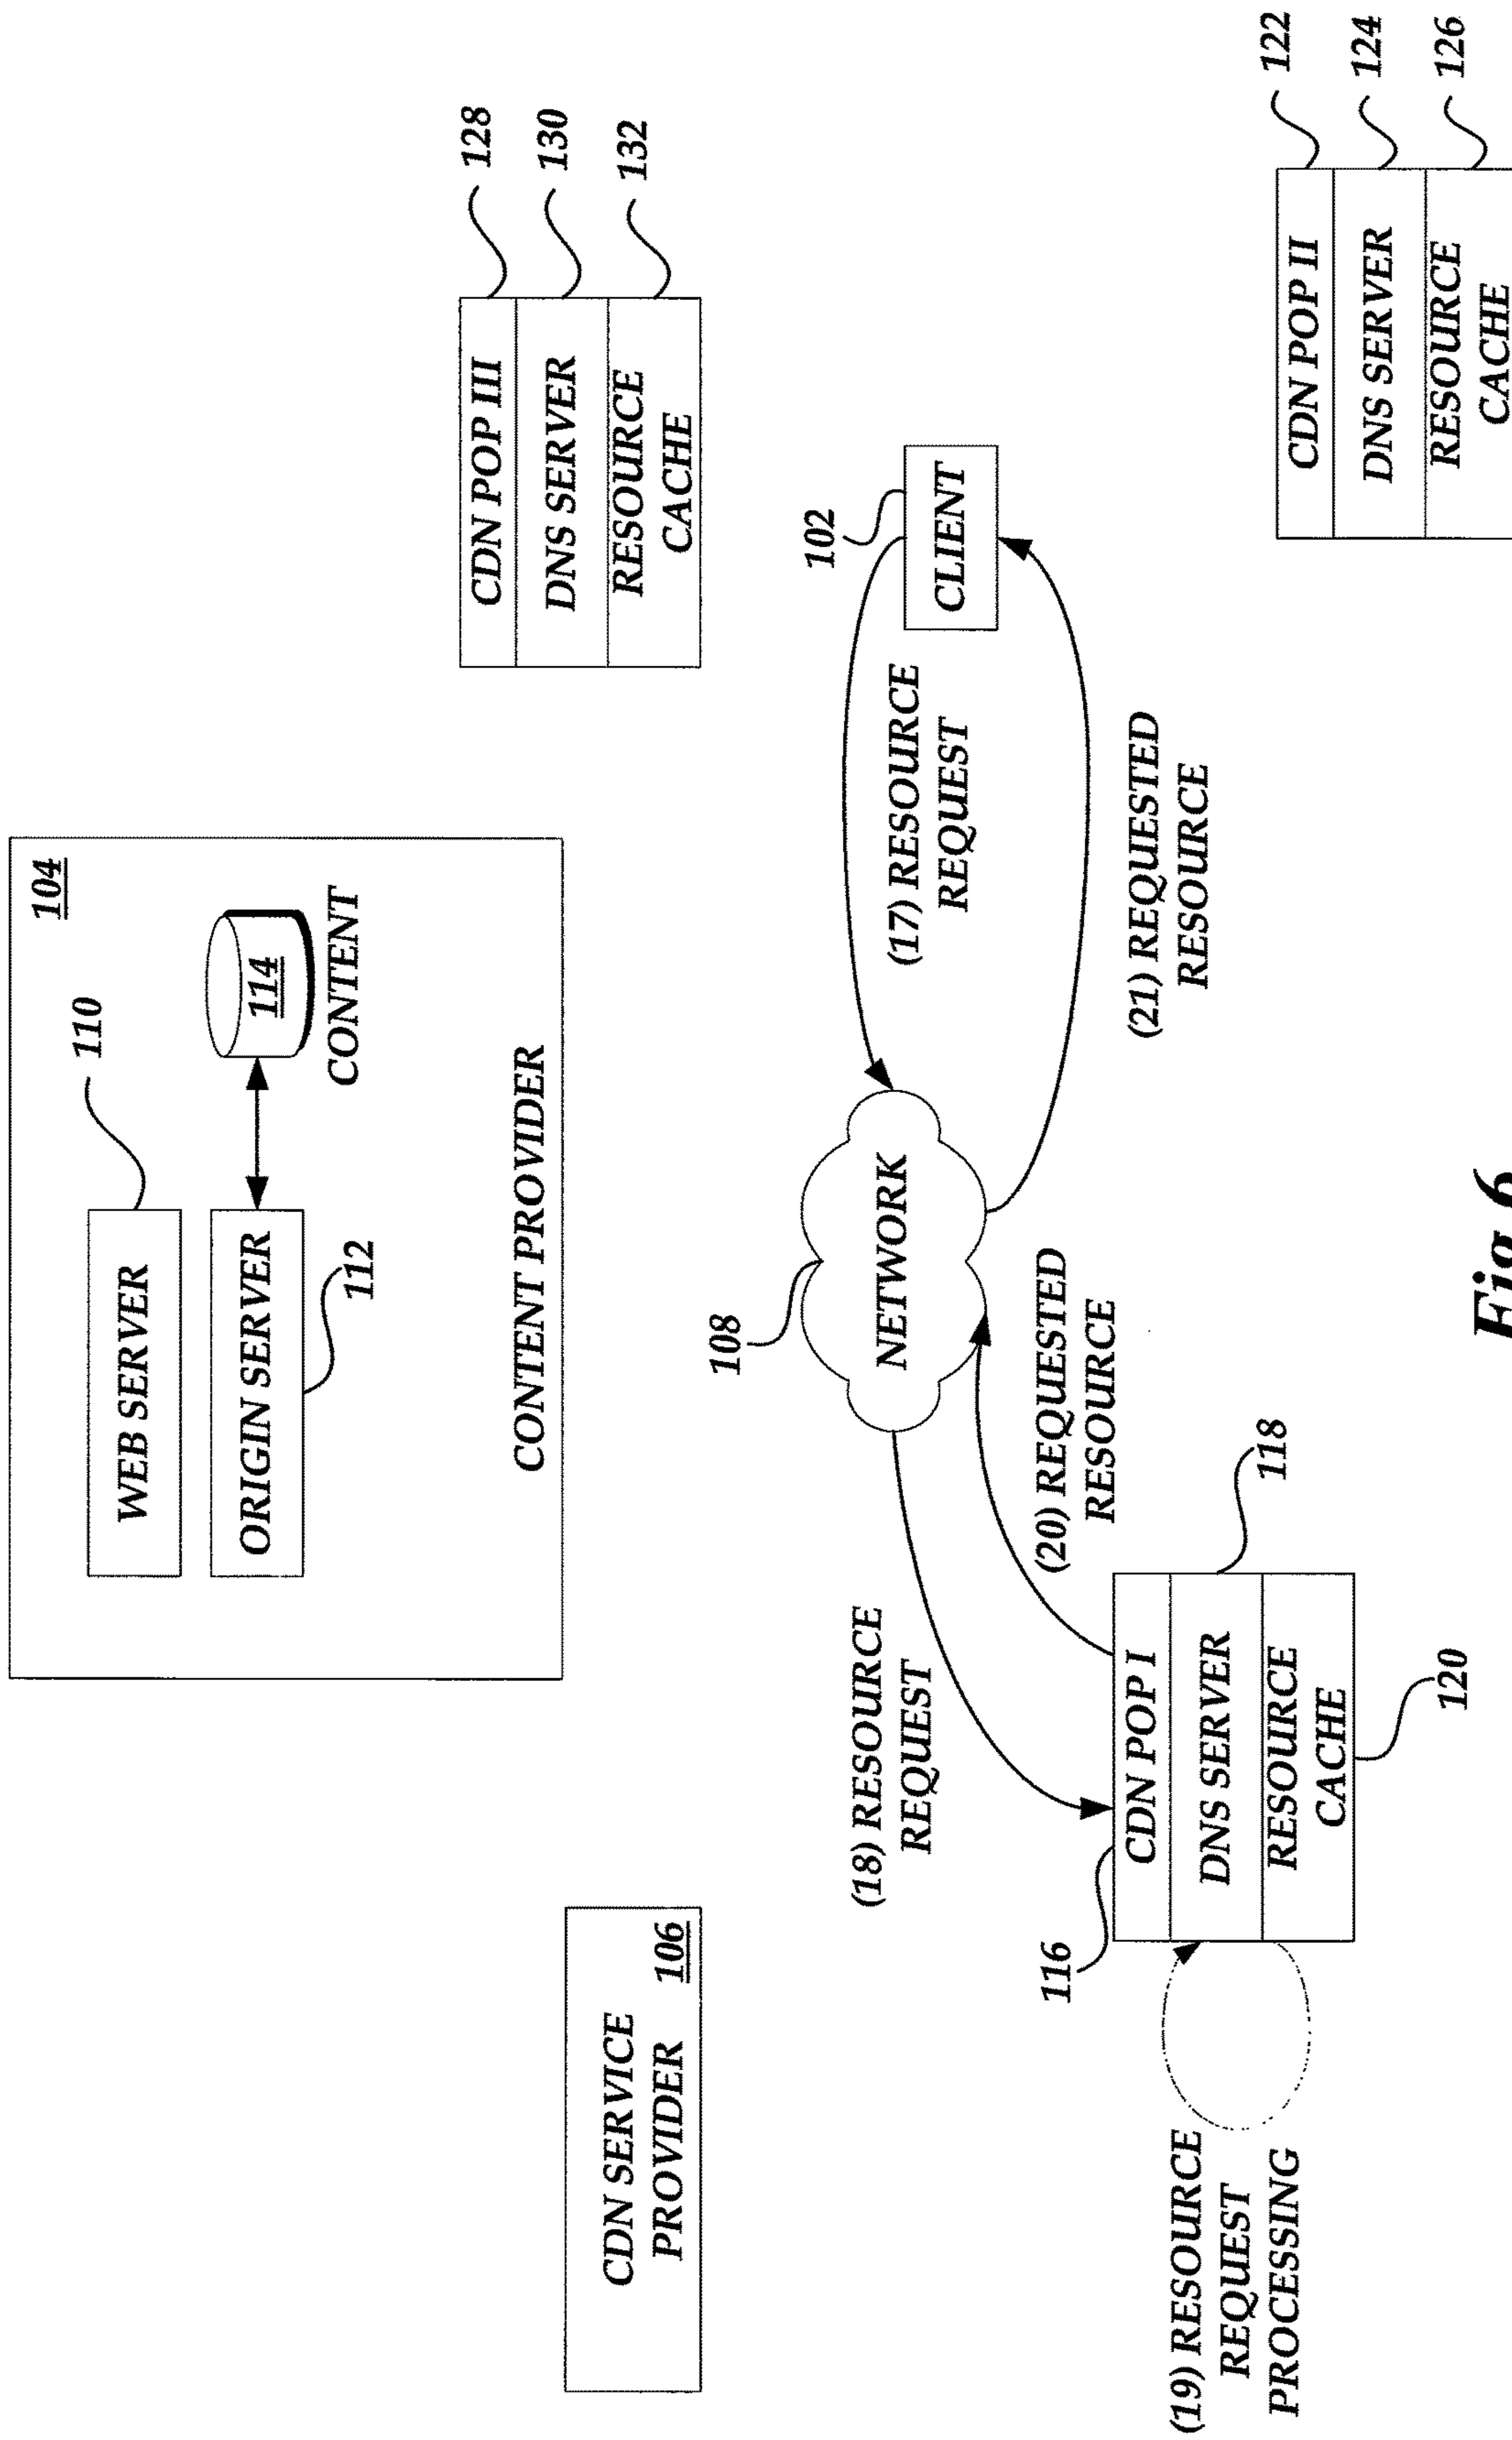 104
110
WEB SERVER
ORIGIN SERVER
112
114
CONTENT
CONTENT PROVIDER
CDN SERVICE
PROVIDER
106
CDN POP III
128
DNS SERVER
130
RESOURCE
CACHE
132
108
NETWORK
102
CLIENT
(17) RESOURCE
REQUEST
(18) RESOURCE
REQUEST
(19) RESOURCE
REQUEST
PROCESSING
(20) REQUESTED
RESOURCE
(21) REQUESTED
RESOURCE
116
CDN POP I
DNS SERVER
118
RESOURCE
CACHE
120
CDN POP II
122
DNS SERVER
124
RESOURCE
CACHE
126
Fig.6.